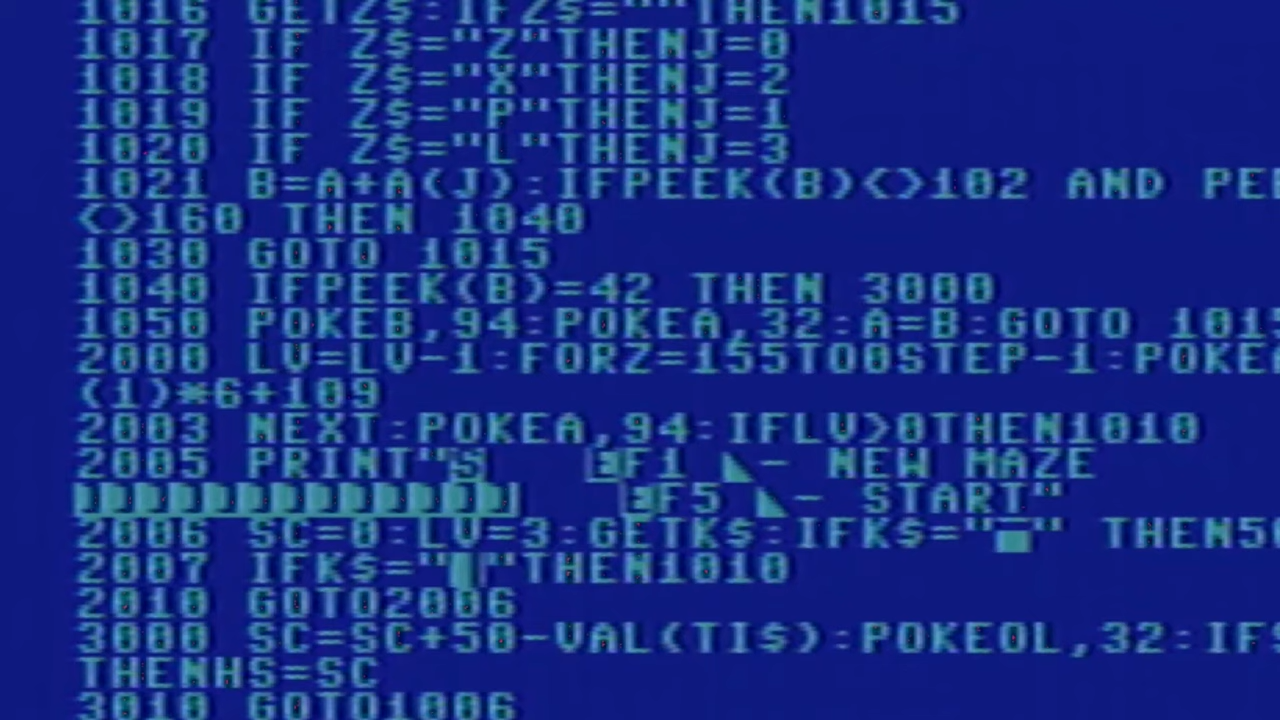 1016 GETZ$:IFZ$=""THEN1015
1017 IF Z$="Z"THENJ=0
1018 IF Z$="X"THENJ=2
1019 IF Z$="P"THENJ=1
1020 IF Z$="L"THENJ=3
1021 B=A+A(J):IFPEEK(B)<>102 AND PE
<>160 THEN 1040
1030 GOTO 1015
1040 IFPEEK(B)=42 THEN 3000
1050 POKEB,94:POKEA,32:A=B:GOTO 1015
2000 LV=LV-1:FORZ=155TO0STEP-1:POKEA
(1)*6+109
2003 NEXT:POKEA,94:IFLV>0THEN1010
2005 PRINT"S F1 ◥- NEW MAZE
F5 ◥- START"
2006 SC=0:LV=3:GETK$:IFK$="▄" THEN50
2007 IFK$="▌"THEN1010
2010 GOTO2006
3000 SC=SC+50-VAL(TI$):POKEOL,32:IFS
THENHS=SC
3010 GOTO1006